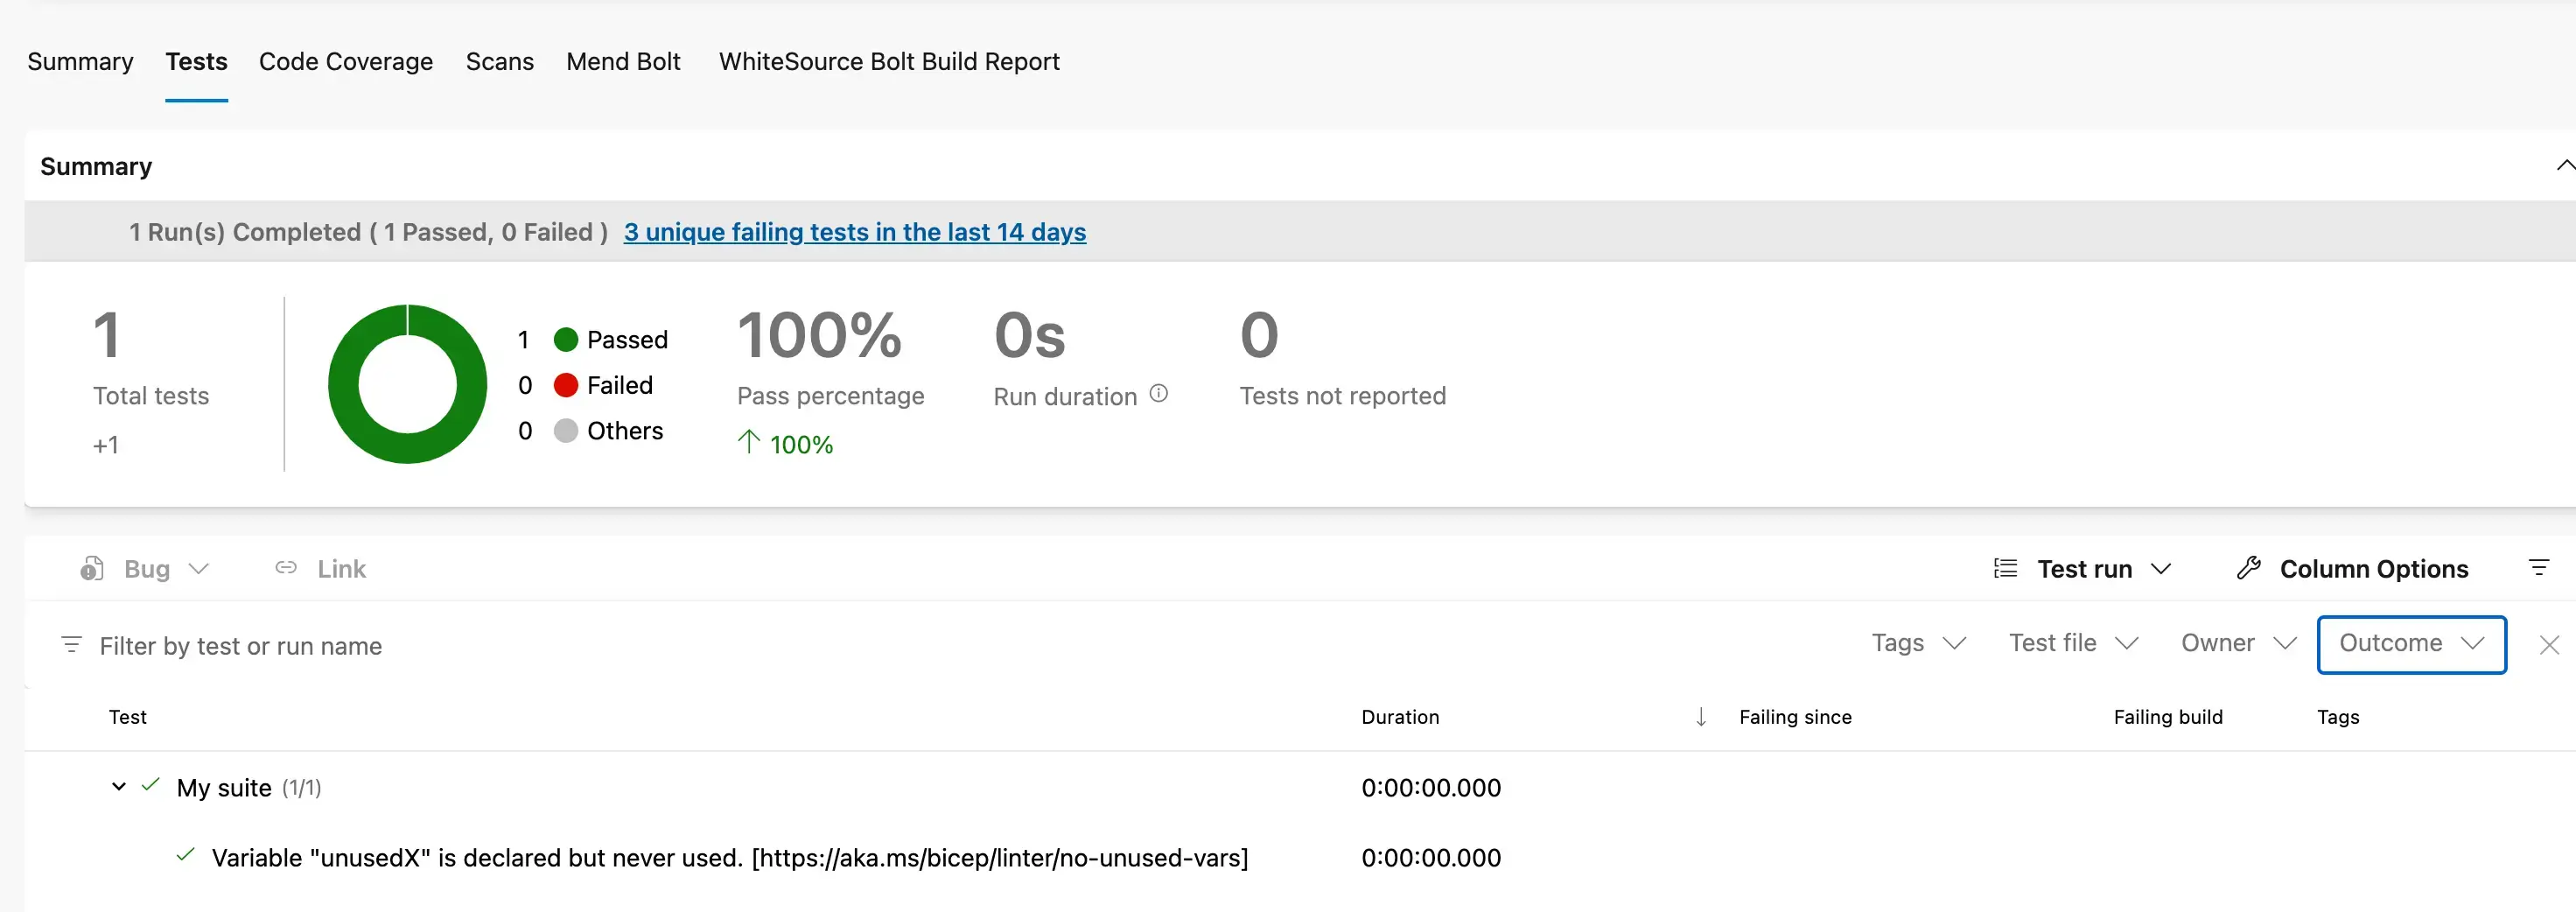 Summary Tests Code Coverage Scans Mend Bolt WhiteSource Bolt Build Report
Summary
1 Run(s) Completed ( 1 Passed, 0 Failed ) 3 unique failing tests in the last 14 days
1
Total tests
+1
1 Passed
0 Failed
0 Others
100%
Pass percentage
100%
0s
Run duration
0
Tests not reported
Bug Link Test run Column Options
Filter by test or run name Tags Test file Owner Outcome
Test Duration Failing since Failing build Tags
My suite (1/1) 0:00:00.000
Variable "unusedX" is declared but never used. [https://aka.ms/bicep/linter/no-unused-vars] 0:00:00.000